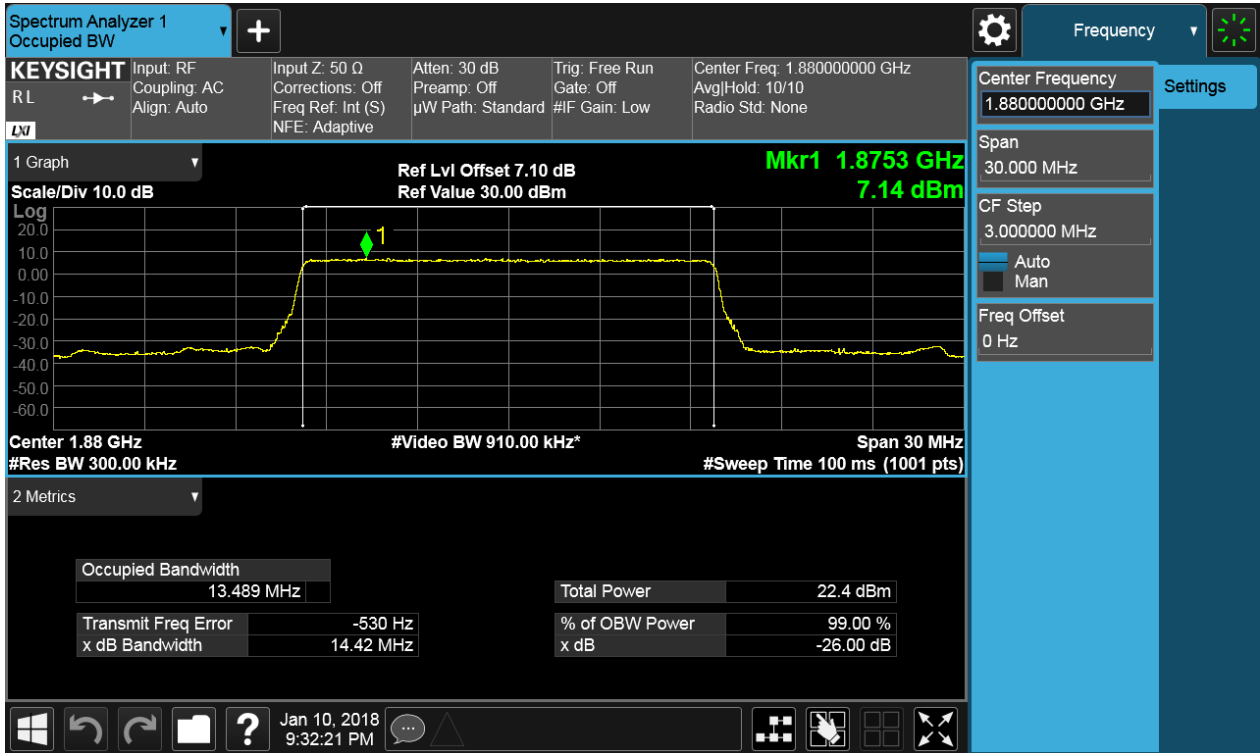 Spectrum Analyzer 1
Occupied BW
Frequency
KEYSIGHT
RL
LXI
Input: RF
Coupling: AC
Align: Auto
Input Z: 50 Ω
Corrections: Off
Freq Ref: Int (S)
NFE: Adaptive
Atten: 30 dB
Preamp: Off
µW Path: Standard
Trig: Free Run
Gate: Off
#IF Gain: Low
Center Freq: 1.880000000 GHz
Avg|Hold: 10/10
Radio Std: None
Center Frequency
1.880000000 GHz
Settings
Span
30.000 MHz
CF Step
3.000000 MHz
Auto
Man
Freq Offset
0 Hz
1 Graph
Scale/Div 10.0 dB
Ref Lvl Offset 7.10 dB
Ref Value 30.00 dBm
Mkr1 1.8753 GHz
7.14 dBm
Log
20.0
10.0
0.00
-10.0
-20.0
-30.0
-40.0
-50.0
-60.0
1
Center 1.88 GHz
#Res BW 300.00 kHz
#Video BW 910.00 kHz*
Span 30 MHz
#Sweep Time 100 ms (1001 pts)
2 Metrics
Occupied Bandwidth
13.489 MHz
Total Power 22.4 dBm
Transmit Freq Error -530 Hz
% of OBW Power 99.00 %
x dB Bandwidth 14.42 MHz
x dB -26.00 dB
?
Jan 10, 2018
9:32:21 PM